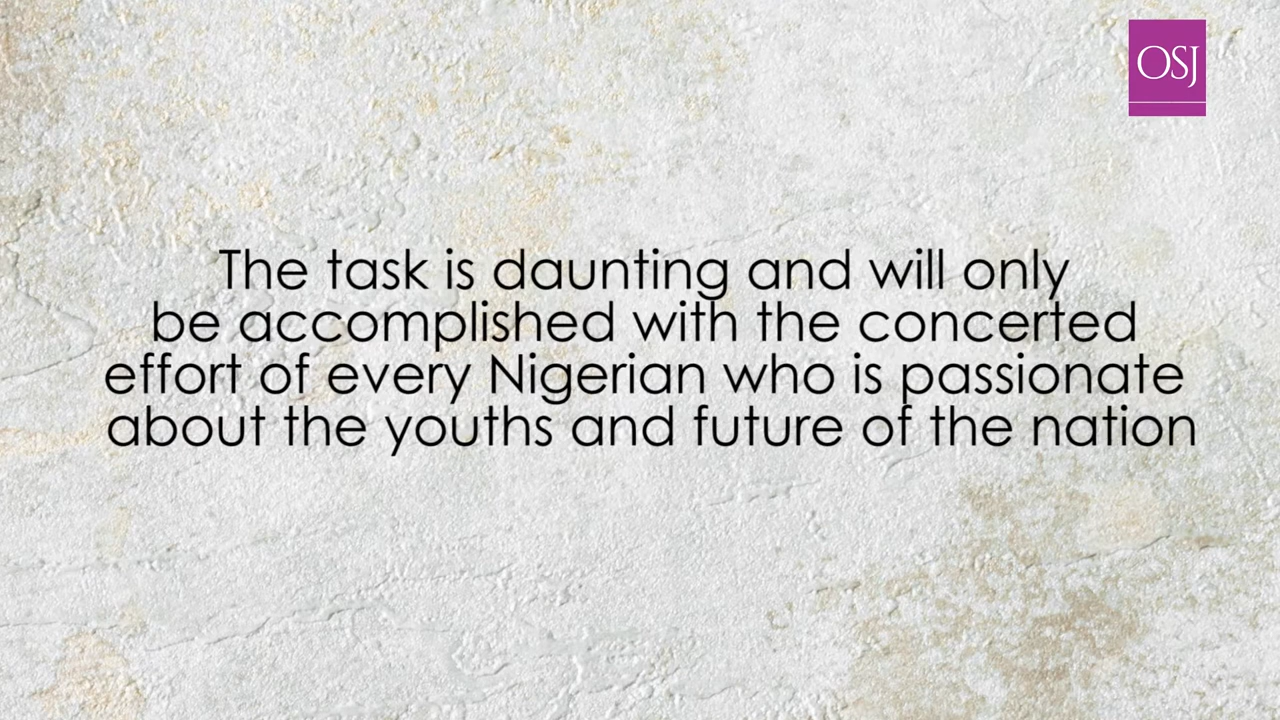 OSJ
The task is daunting and will only
be accomplished with the concerted
effort of every Nigerian who is passionate
about the youths and future of the nation